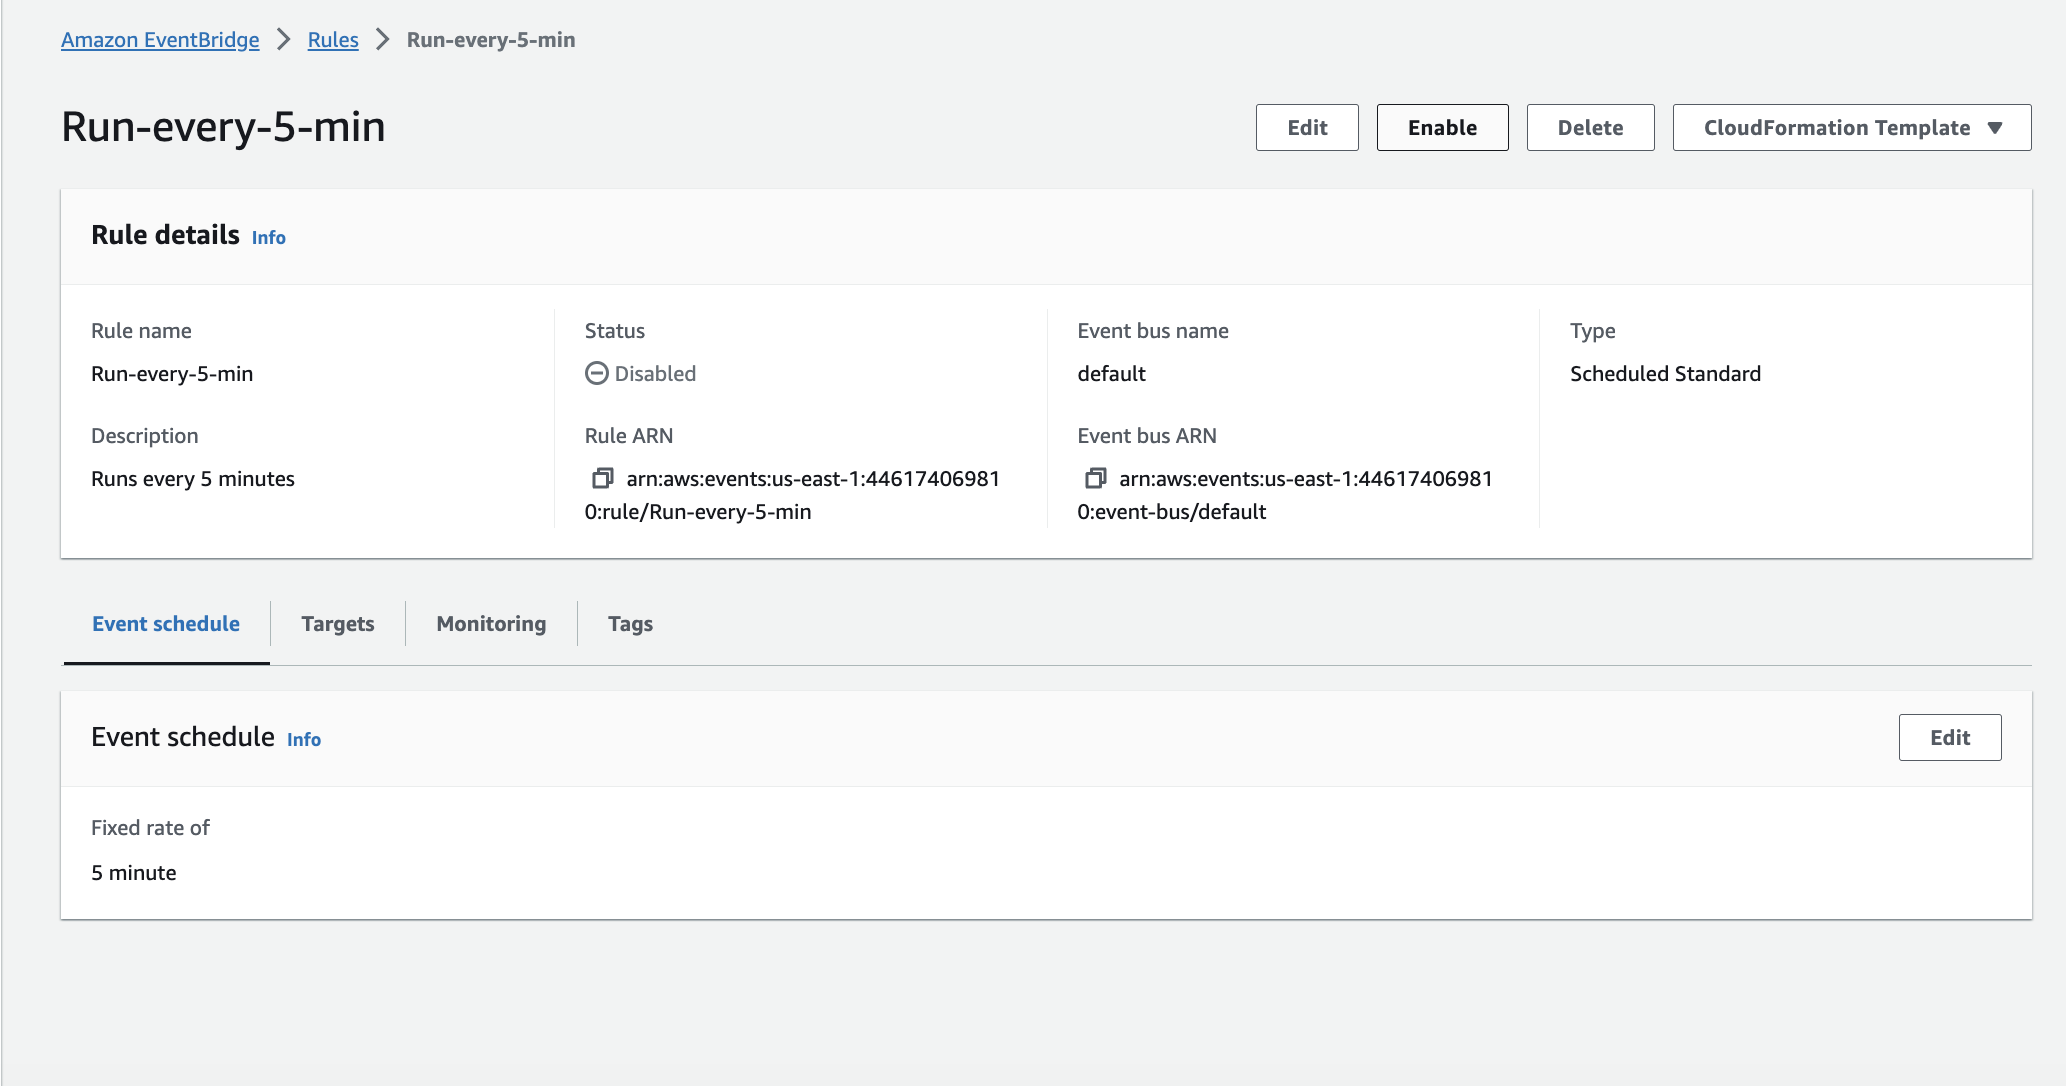 Amazon EventBridge > Rules > Run-every-5-min
Run-every-5-min
Edit
Enable
Delete
CloudFormation Template
Rule details Info
Rule name
Run-every-5-min
Description
Runs every 5 minutes
Status
Disabled
Rule ARN
arn:aws:events:us-east-1:44617406981
0:rule/Run-every-5-min
Event bus name
default
Event bus ARN
arn:aws:events:us-east-1:44617406981
0:event-bus/default
Type
Scheduled Standard
Event schedule
Targets
Monitoring
Tags
Event schedule Info
Edit
Fixed rate of
5 minute